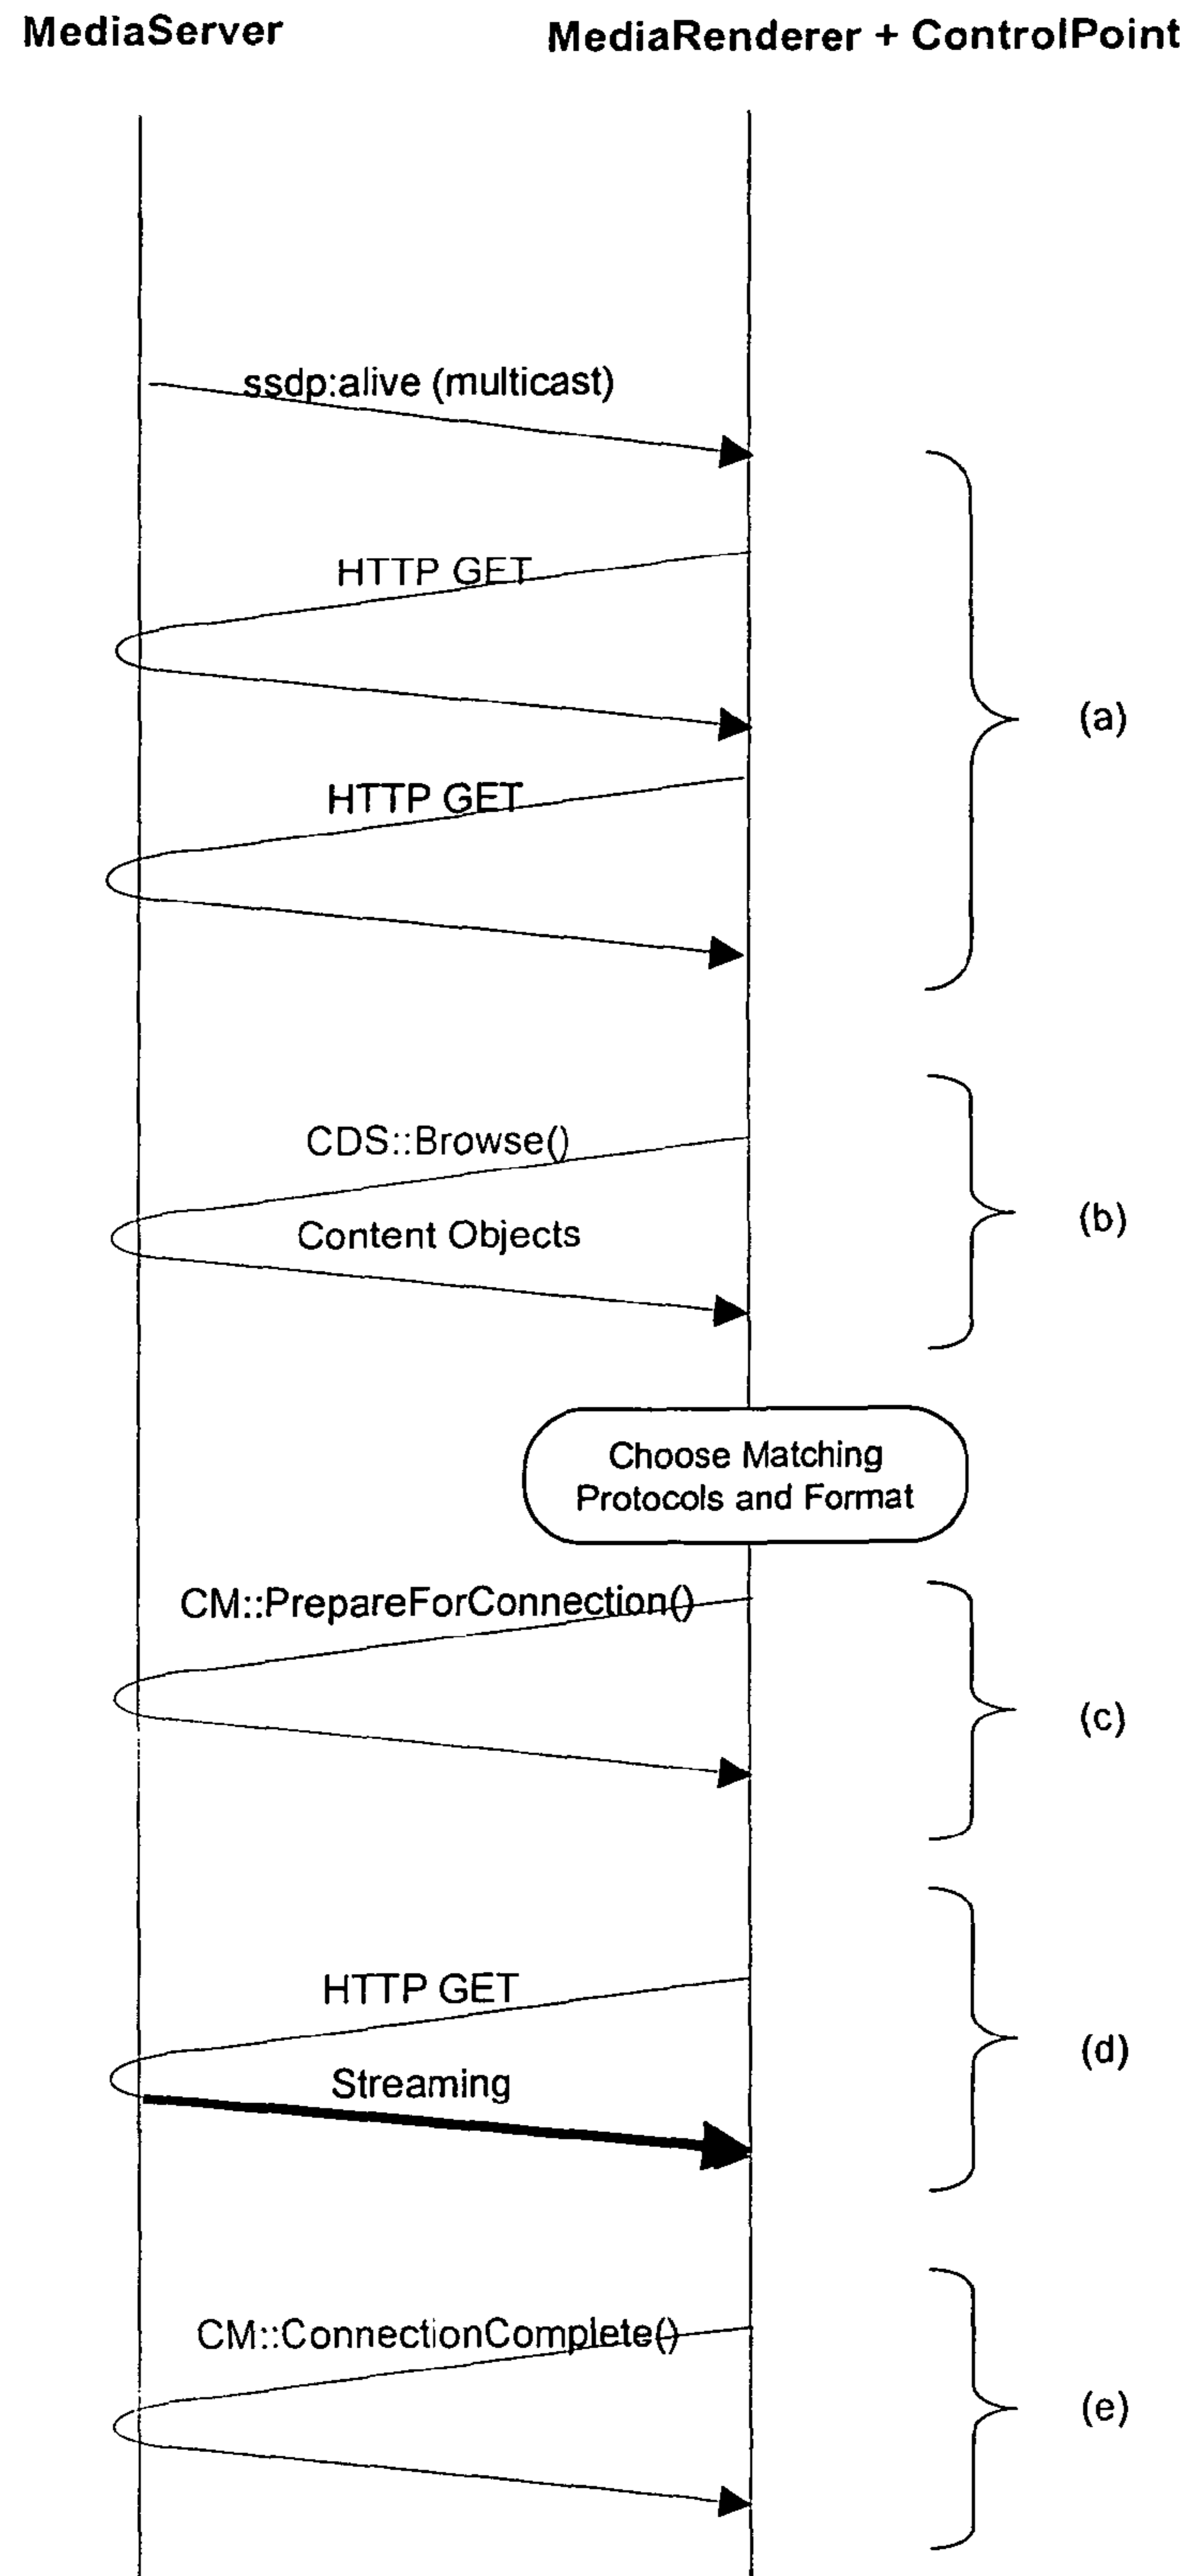 MediaServer
MediaRenderer + ControlPoint
ssdp:alive (multicast)
HTTP GET
(a)
HTTP GET
CDS::Browse()
(b)
Content Objects
Choose Matching
Protocols and Format
CM::PrepareForConnection()
(c)
HTTP GET
(d)
Streaming
CM::ConnectionComplete()
(e)